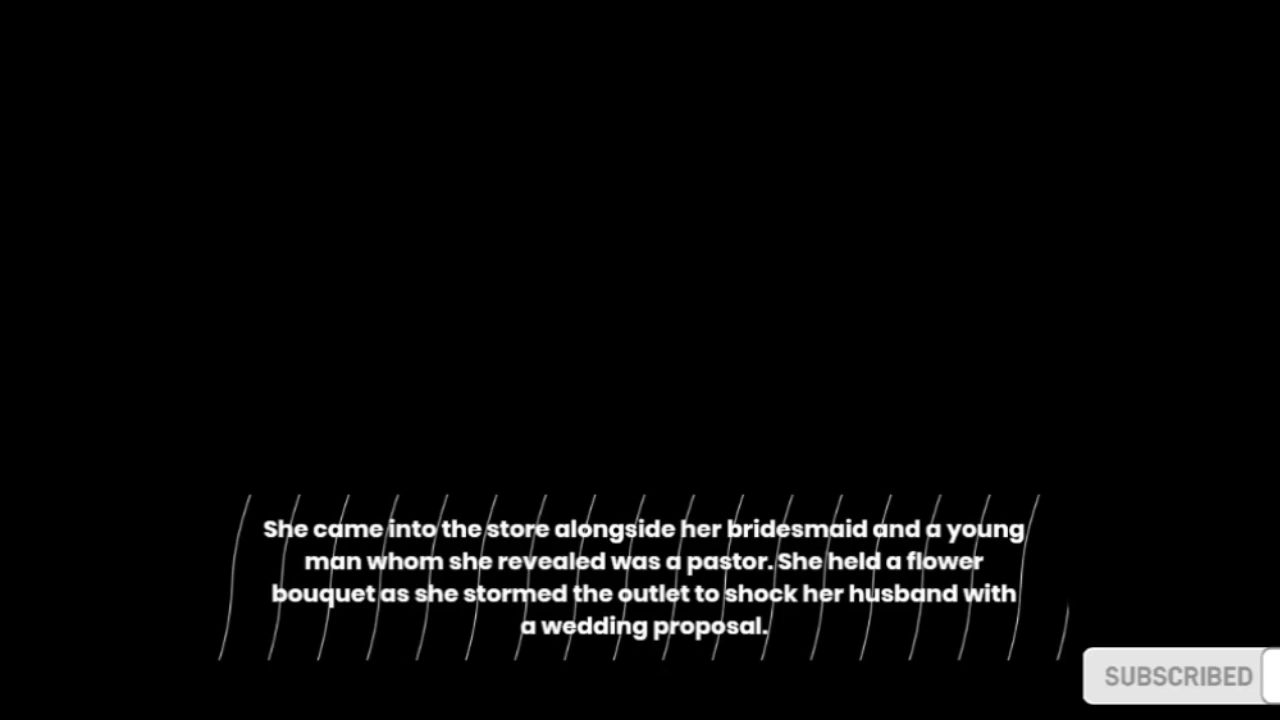 She came into the store alongside her bridesmaid and a young
man whom she revealed was a pastor. She held a flower
bouquet as she stormed the outlet to shock her husband with
a wedding proposal.
SUBSCRIBED